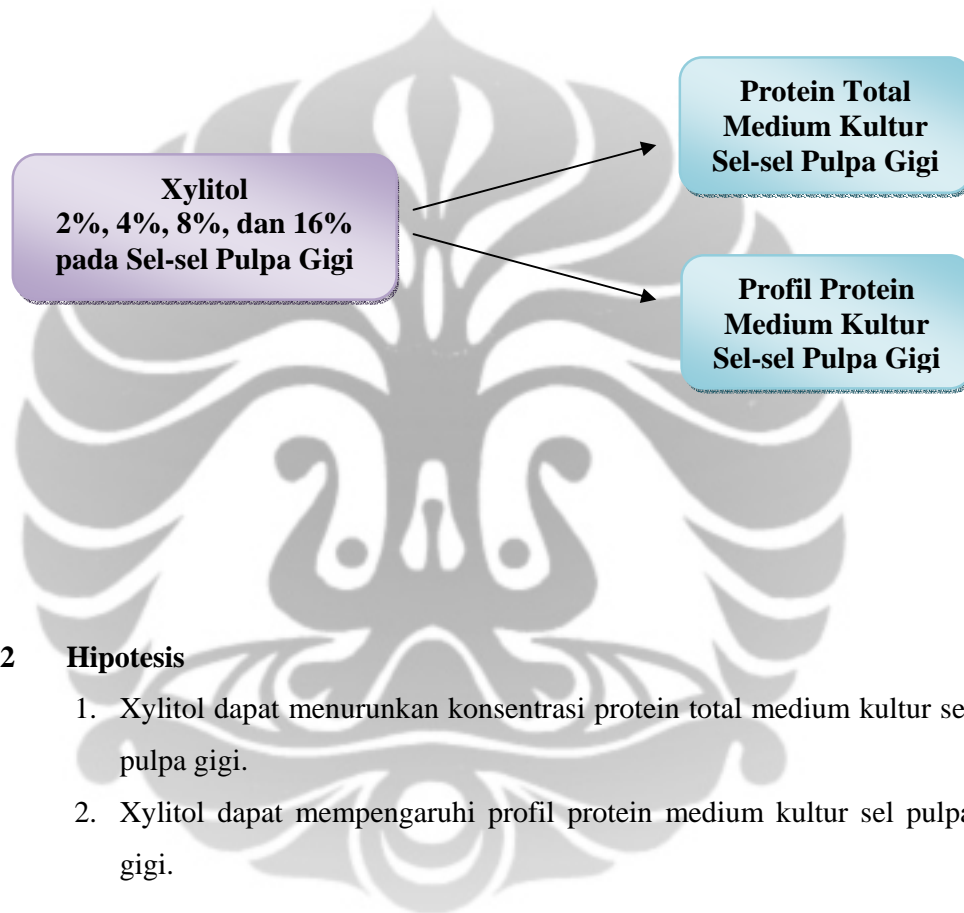 Protein Total
Medium Kultur
Sel-sel Pulpa Gigi
Xylitol
2%, 4%, 8%, dan 16%
pada Sel-sel Pulpa Gigi
Profil Protein
Medium Kultur
Sel-sel Pulpa Gigi
2 Hipotesis
1. Xylitol dapat menurunkan konsentrasi protein total medium kultur se
pulpa gigi.
2. Xylitol dapat mempengaruhi profil protein medium kultur sel pulpa
gigi.